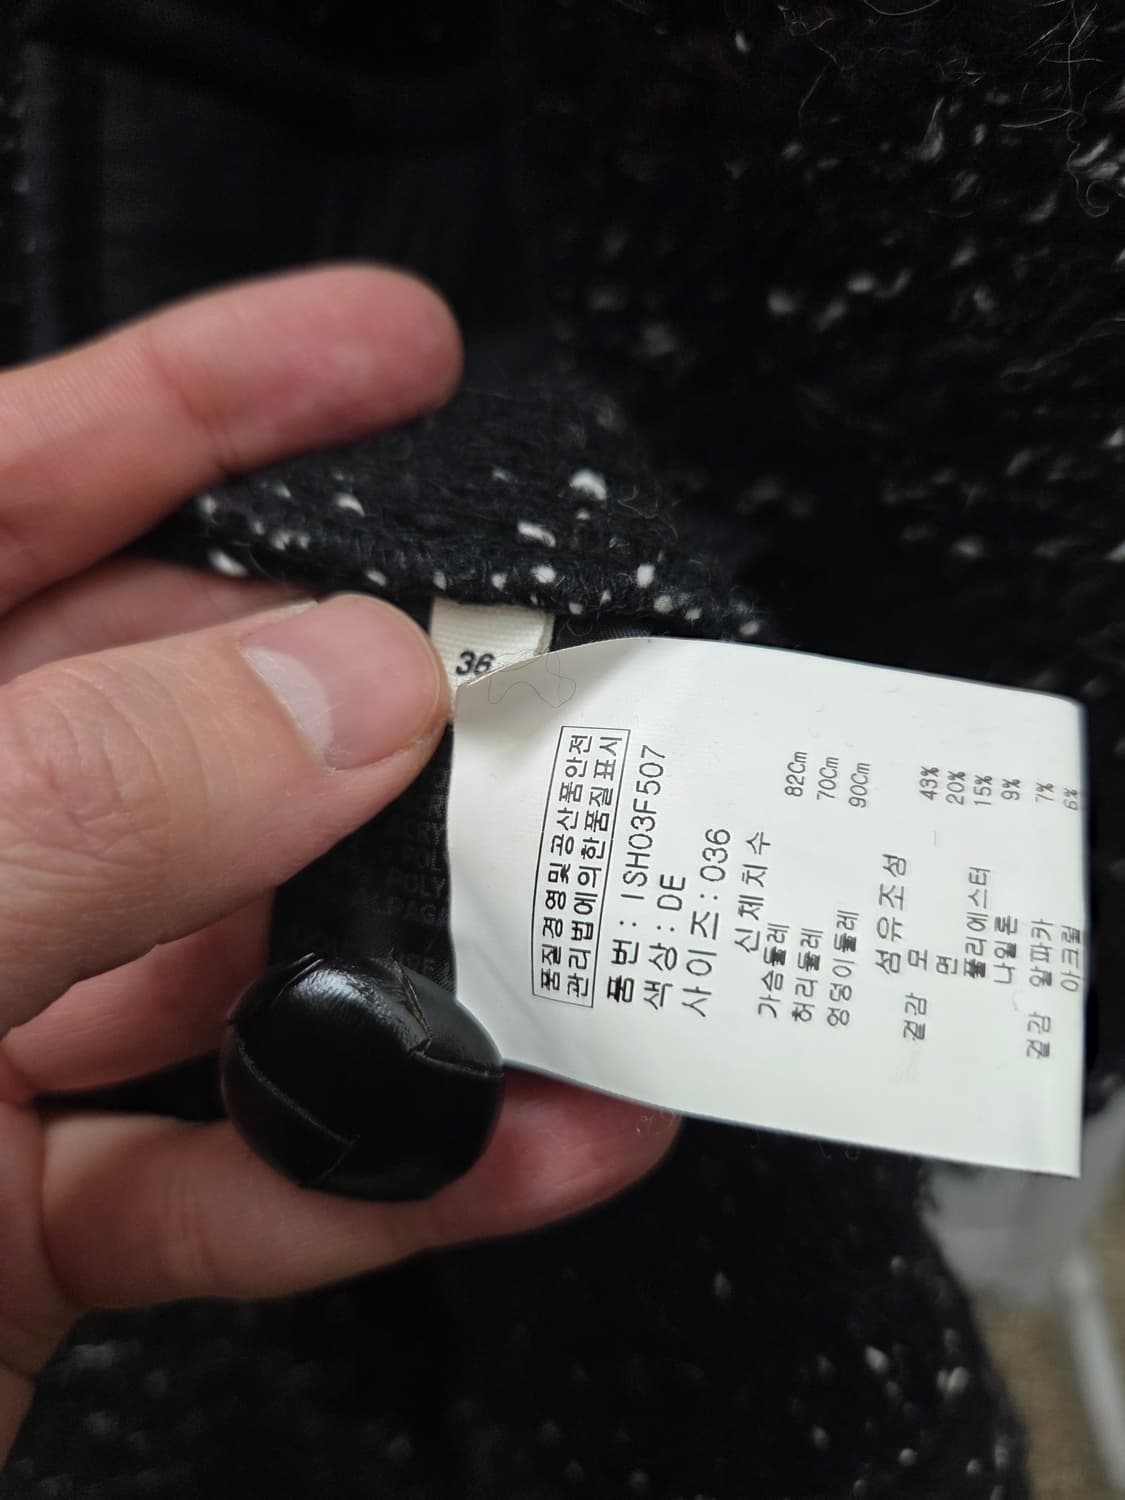 36
품질경영및공산품안전
관리법에의한품질표시
품번: ISH03F507
색상: DE
사이즈: 036
신체치수
가슴둘레 82Cm
허리둘레 70Cm
엉덩이둘레 90Cm
섬유조성
겉감 모 43%
면 20%
폴리에스터 15%
나일론 9%
겉감 알파카 7%
아크릴 6%
POLY
ALPACA